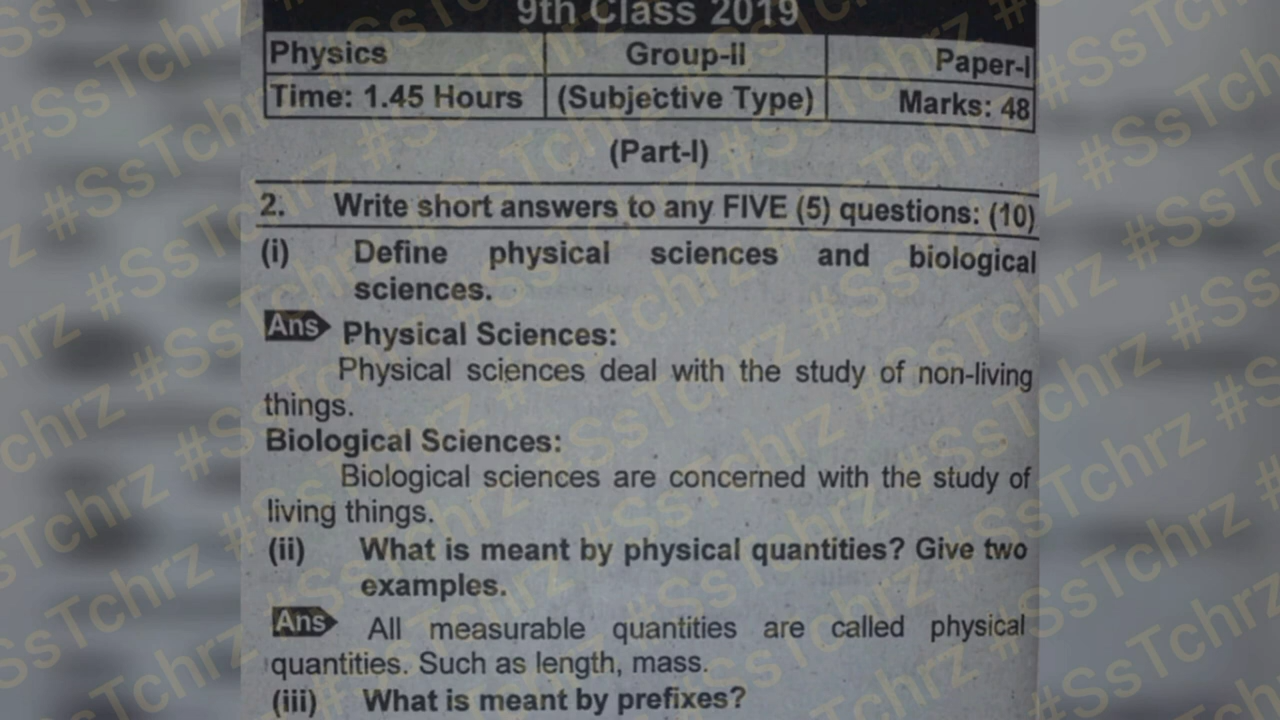 9th Class 2019
Physics Group-II Paper-I
Time: 1.45 Hours (Subjective Type) Marks: 48
(Part-I)
2. Write short answers to any FIVE (5) questions: (10)
(i) Define physical sciences and biological
sciences.
Ans Physical Sciences:
Physical sciences deal with the study of non-living
things.
Biological Sciences:
Biological sciences are concerned with the study of
living things.
(ii) What is meant by physical quantities? Give two
examples.
Ans All measurable quantities are called physical
quantities. Such as length, mass.
(iii) What is meant by prefixes?
#SsTchrz